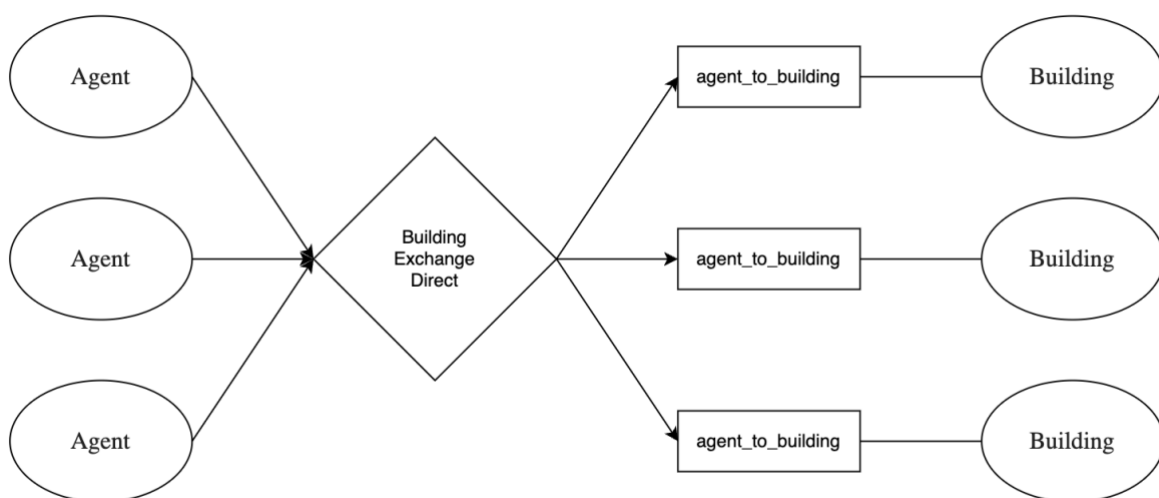 Agent
agent_to_building
Building
Agent
Building
Exchange
Direct
agent_to_building
Building
Agent
agent_to_building
Building